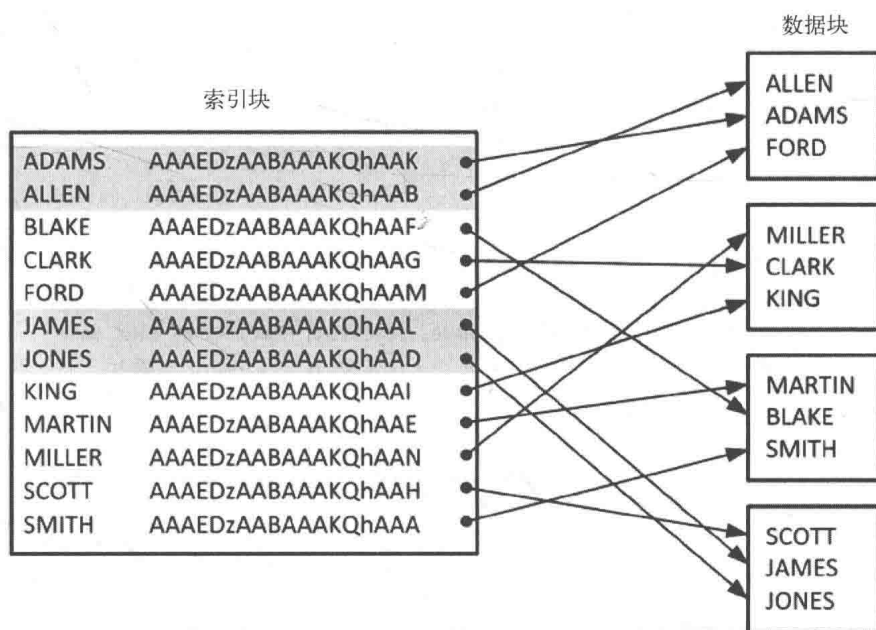 数据块
索引块
ADAMS AAAEDzAABAAAKQhAAK
ALLEN AAAEDzAABAAAKQhAAB
BLAKE AAAEDzAABAAAKQhAAF
CLARK AAAEDzAABAAAKQhAAG
FORD AAAEDzAABAAAKQhAAM
JAMES AAAEDzAABAAAKQhAAL
JONES AAAEDzAABAAAKQhAAD
KING AAAEDzAABAAAKQhAAI
MARTIN AAAEDzAABAAAKQhAAE
MILLER AAAEDzAABAAAKQhAAN
SCOTT AAAEDzAABAAAKQhAAH
SMITH AAAEDzAABAAAKQhAAA
ALLEN
ADAMS
FORD
MILLER
CLARK
KING
MARTIN
BLAKE
SMITH
SCOTT
JAMES
JONES